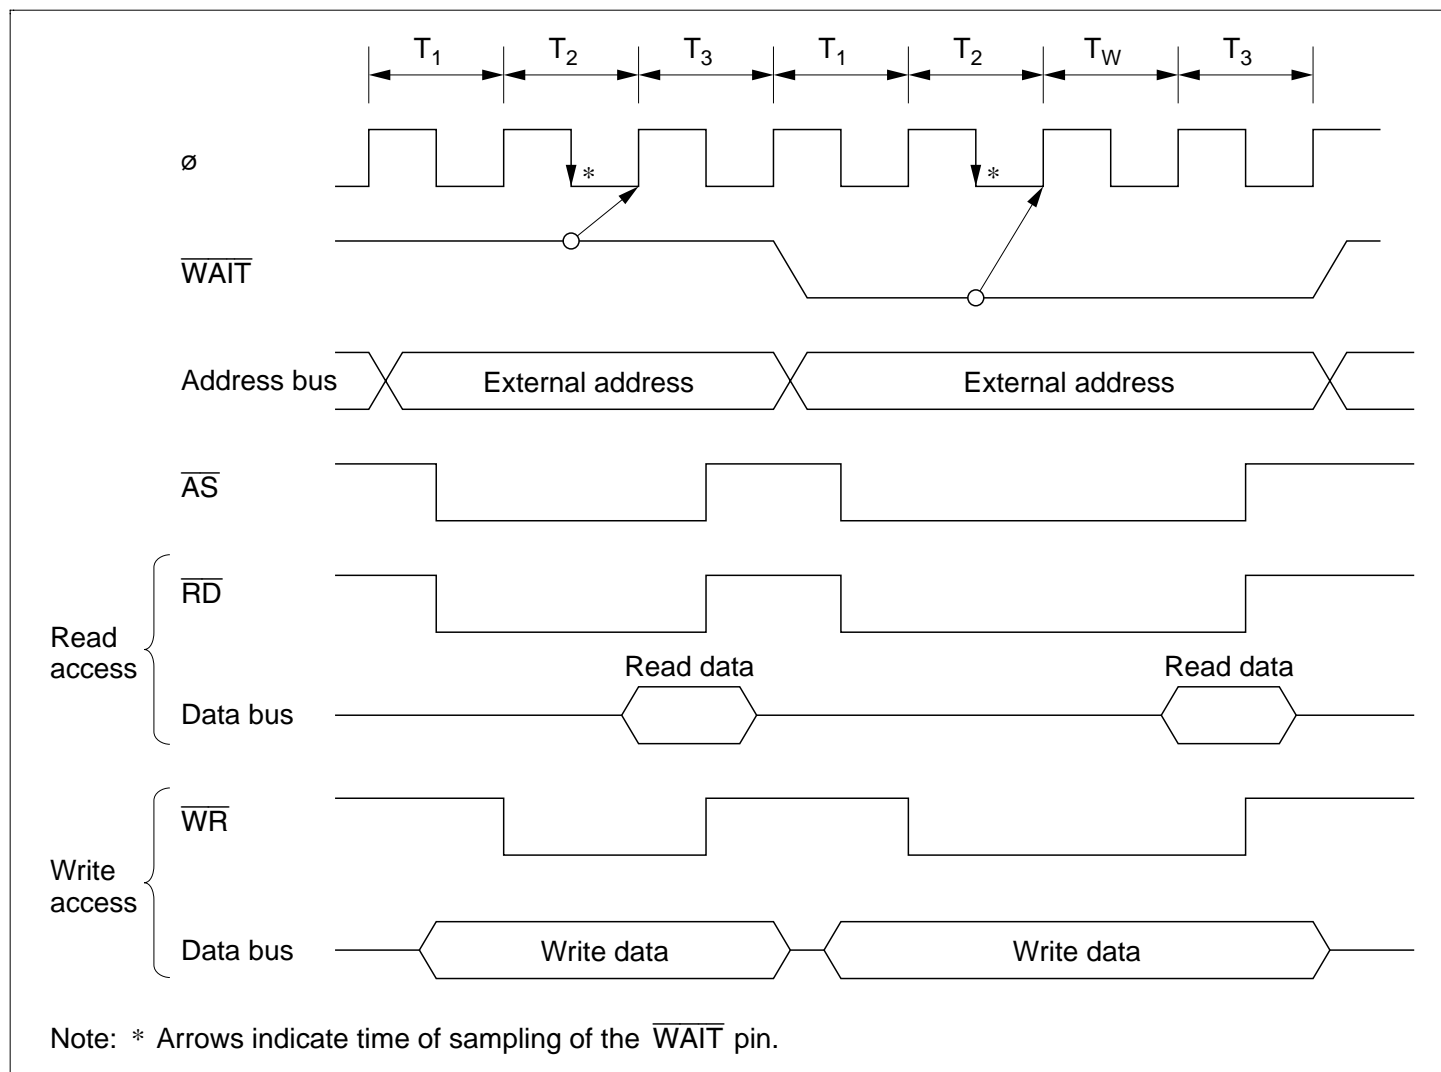 T1 T2 T3 T1 T2 TW T3
ø
* *
WAIT
Address bus External address External address
AS
RD
Read
access
Read data Read data
Data bus
WR
Write
access
Data bus Write data Write data
Note: * Arrows indicate time of sampling of the WAIT pin.